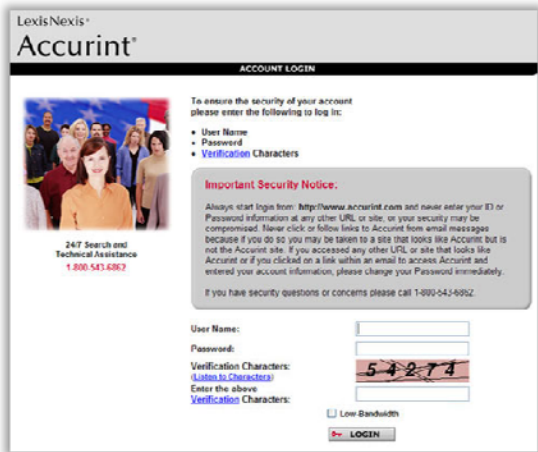 LexisNexis®
Accurint®
ACCOUNT LOGIN
To ensure the security of your account
please enter the following to log in:
• User Name
• Password
• Verification Characters
Important Security Notice:
Always start login from: http://www.accurint.com and never enter your ID or
Password information at any other URL or site, or your security may be
compromised. Never click or follow links to Accurint from email messages
because if you do so you may be taken to a site that looks like Accurint but is
not the Accurint site. If you accessed any other URL or site that looks like
Accurint or if you clicked on a link within an email to access Accurint and
entered your account information, please change your Password immediately.
If you have security questions or concerns please call 1-800-543-6862.
24/7 Search and
Technical Assistance
1-800-543-6862
User Name:
Password:
Verification Characters:
(Listen to Characters)
54274
Enter the above
Verification Characters:
Low-Bandwidth
LOGIN